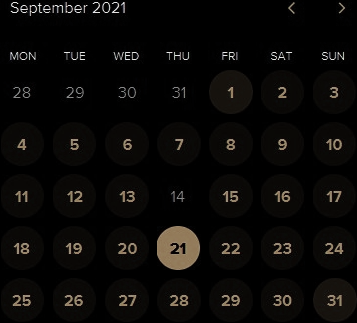 September 2021
MON TUE WED THU FRI SAT SUN
28 29 30 31 1 2 3
4 5 6 7 8 9 10
11 12 13 14 15 16 17
18 19 20 21 22 23 24
25 26 27 28 29 30 31